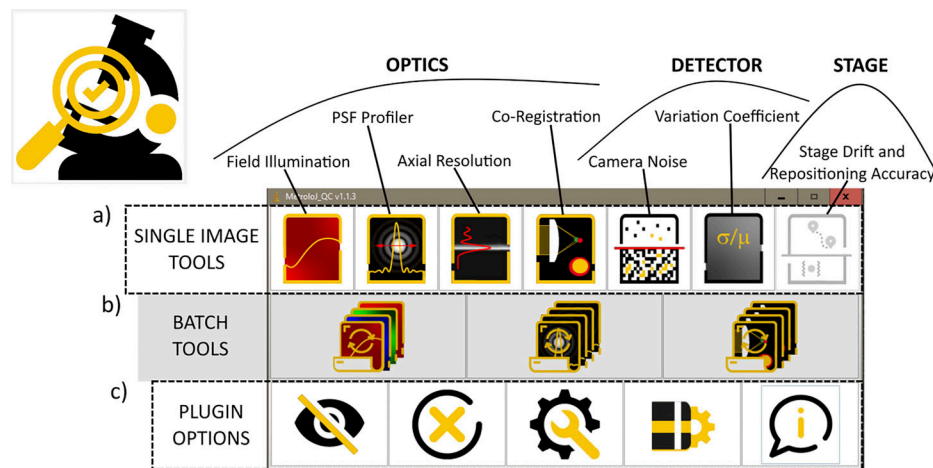 OPTICS
DETECTOR
STAGE
PSF Profiler
Co-Registration
Variation Coefficient
Field Illumination
Axial Resolution
Camera Noise
Stage Drift and
Repositioning Accuracy
MetroloJ_QC v1.1.3
a)
SINGLE IMAGE
TOOLS
σ/μ
b)
BATCH
TOOLS
c)
PLUGIN
OPTIONS
i